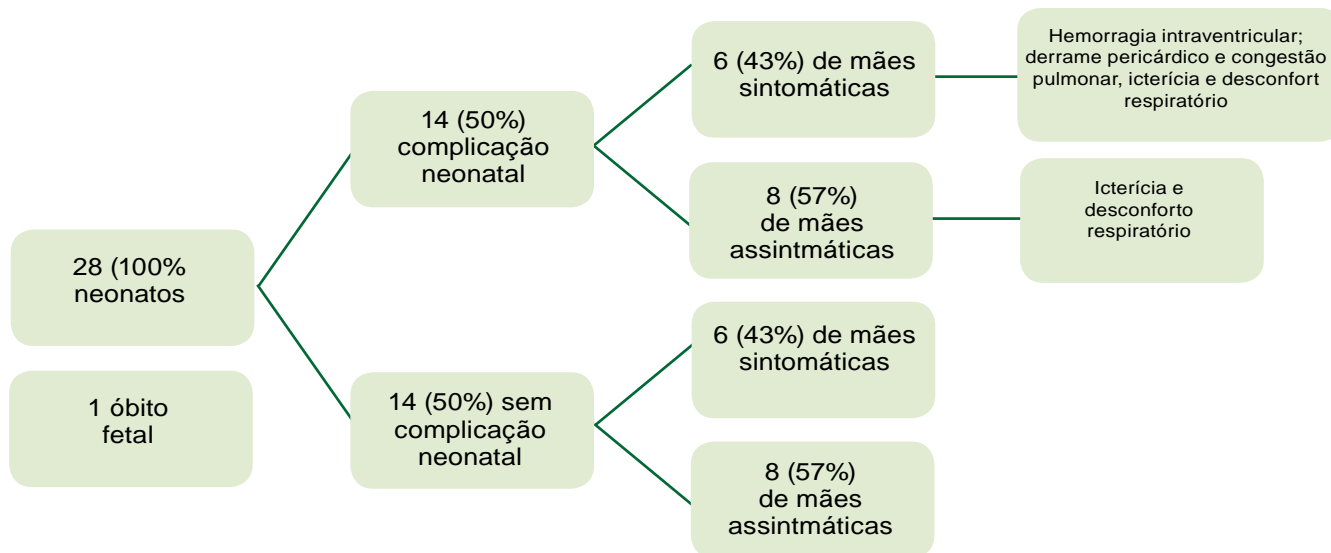 28 (100%
neonatos
1 óbito
fetal
14 (50%)
complicação
neonatal
14 (50%) sem
complicação
neonatal
6 (43%) de mães
sintomáticas
8 (57%)
de mães
assintmáticas
6 (43%) de mães
sintomáticas
8 (57%)
de mães
assintmáticas
Hemorragia intraventricular;
derrame pericárdico e congestão
pulmonar, icterícia e desconfort
respiratório
Icterícia e
desconforto
respiratório